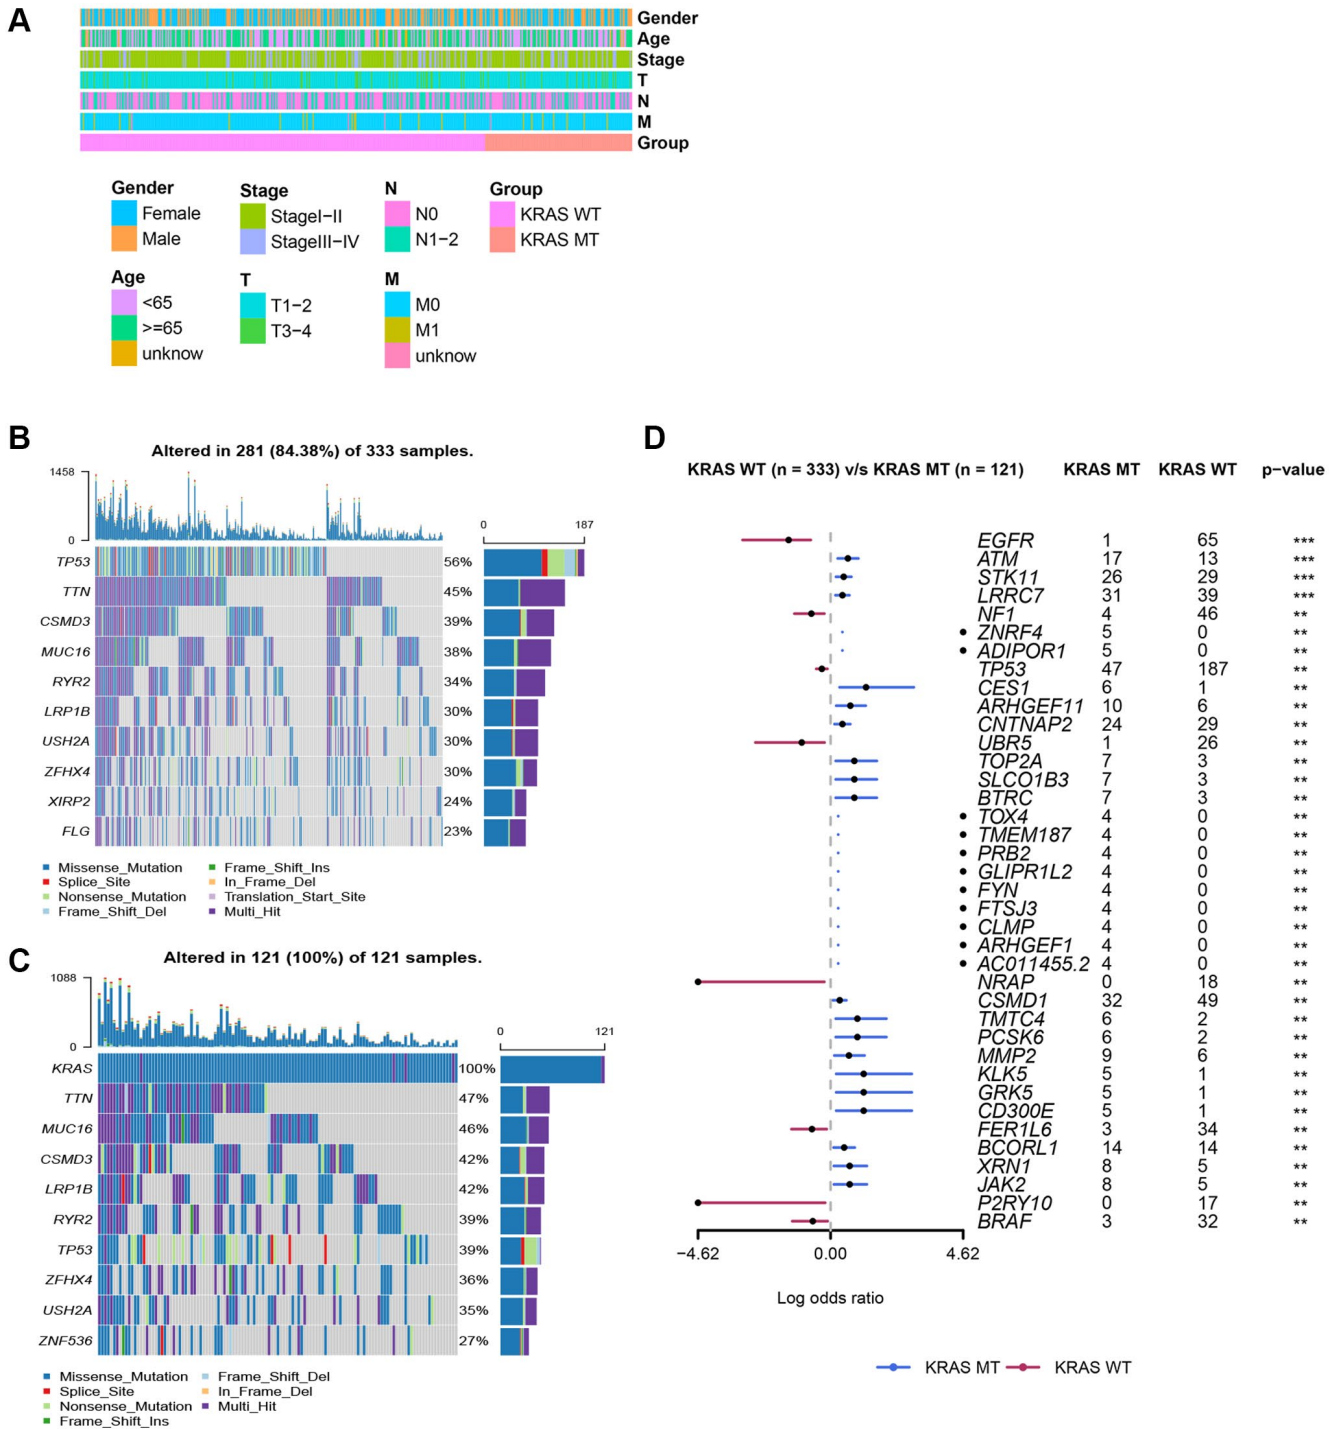 A
Gender
Age
Stage
T
N
M
Group
Gender
Female
Male
Stage
StageI−II
StageIII−IV
N
N0
N1−2
Group
KRAS WT
KRAS MT
Age
<65
>=65
unknow
T
T1−2
T3−4
M
M0
M1
unknow
B
Altered in 281 (84.38%) of 333 samples.
1458
0
0 187
TP53 56%
TTN 45%
CSMD3 39%
MUC16 38%
RYR2 34%
LRP1B 30%
USH2A 30%
ZFHX4 30%
XIRP2 24%
FLG 23%
Missense_Mutation
Splice_Site
Nonsense_Mutation
Frame_Shift_Del
Frame_Shift_Ins
In_Frame_Del
Translation_Start_Site
Multi_Hit
C
Altered in 121 (100%) of 121 samples.
1088
0
0 121
KRAS 100%
TTN 47%
MUC16 46%
CSMD3 42%
LRP1B 42%
RYR2 39%
TP53 39%
ZFHX4 36%
USH2A 35%
ZNF536 27%
Missense_Mutation
Splice_Site
Nonsense_Mutation
Frame_Shift_Ins
Frame_Shift_Del
In_Frame_Del
Multi_Hit
D
KRAS WT (n = 333) v/s KRAS MT (n = 121) KRAS MT KRAS WT p−value
EGFR 1 65 ***
ATM 17 13 ***
STK11 26 29 ***
LRRC7 31 39 ***
NF1 4 46 **
ZNRF4 5 0 **
ADIPOR1 5 0 **
TP53 47 187 **
CES1 6 1 **
ARHGEF11 10 6 **
CNTNAP2 24 29 **
UBR5 1 26 **
TOP2A 7 3 **
SLCO1B3 7 3 **
BTRC 7 3 **
TOX4 4 0 **
TMEM187 4 0 **
PRB2 4 0 **
GLIPR1L2 4 0 **
FYN 4 0 **
FTSJ3 4 0 **
CLMP 4 0 **
ARHGEF1 4 0 **
AC011455.2 4 0 **
NRAP 0 18 **
CSMD1 32 49 **
TMTC4 6 2 **
PCSK6 6 2 **
MMP2 9 6 **
KLK5 5 1 **
GRK5 5 1 **
CD300E 5 1 **
FER1L6 3 34 **
BCORL1 14 14 **
XRN1 8 5 **
JAK2 8 5 **
P2RY10 0 17 **
BRAF 3 32 **
−4.62 0.00 4.62
Log odds ratio
KRAS MT KRAS WT